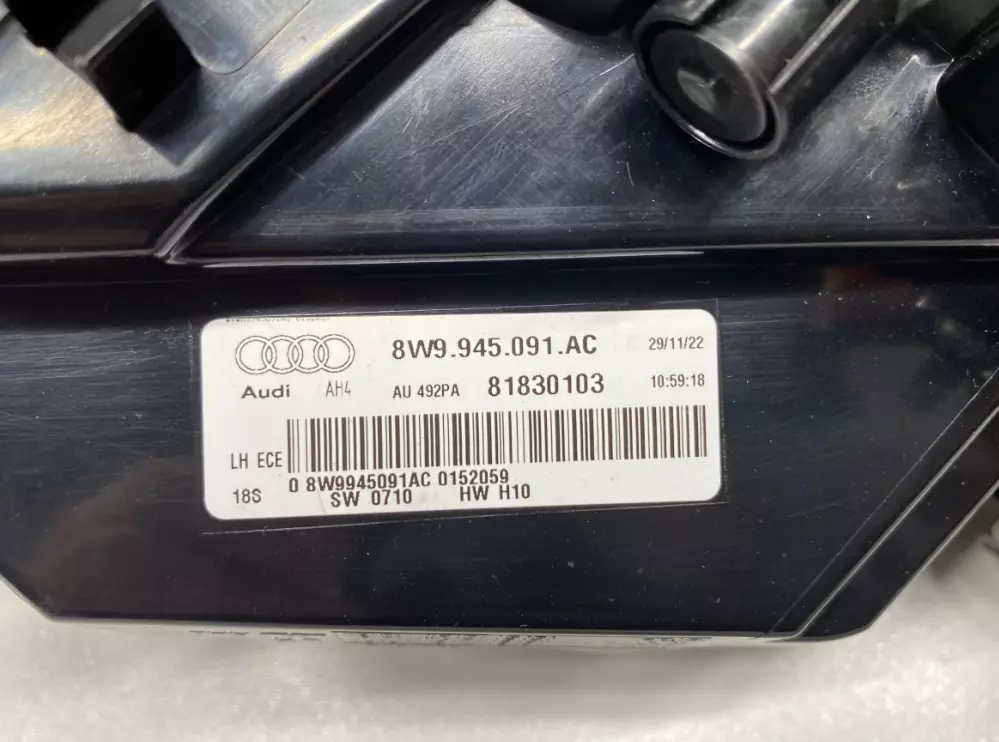 8W9.945.091.AC 29/11/22
Audi AH4 AU 492PA 81830103 10:59:18
LH ECE
0 8W9945091AC 0152059
18S SW 0710 HW H10